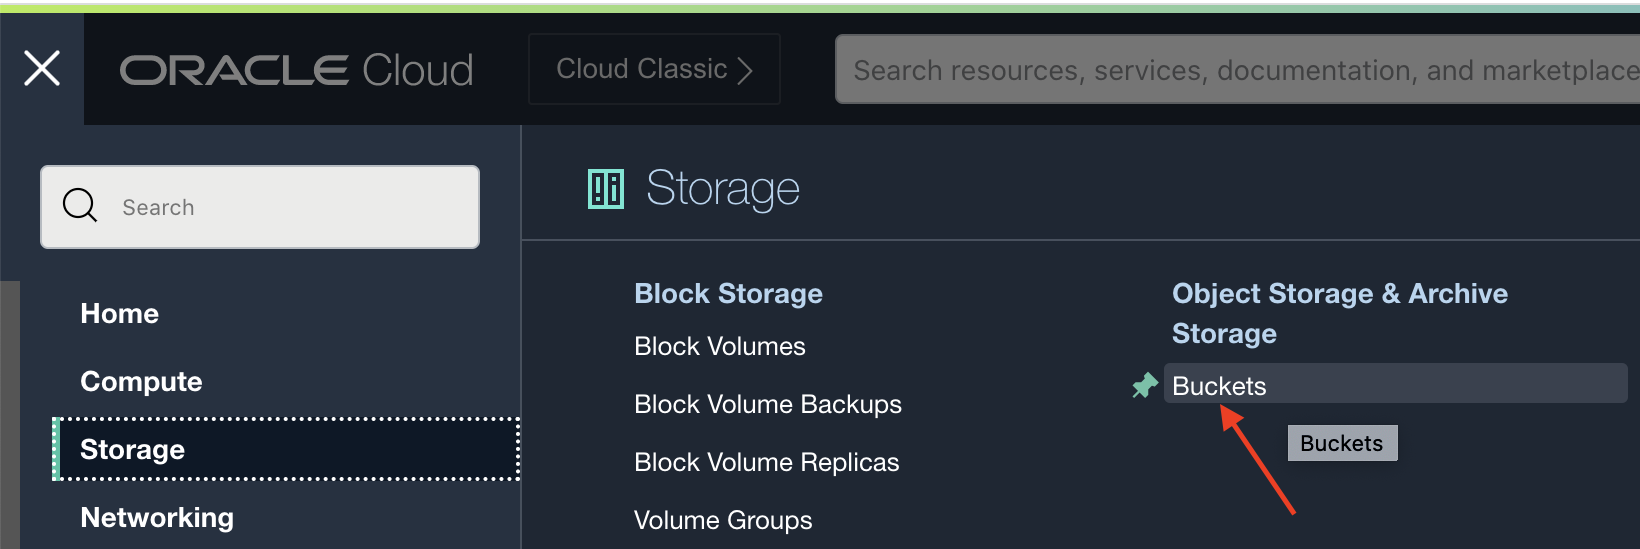 ORACLE Cloud
Cloud Classic
Search resources, services, documentation, and marketplace
Search
Home
Compute
Storage
Networking
Storage
Block Storage
Block Volumes
Block Volume Backups
Block Volume Replicas
Volume Groups
Object Storage & Archive
Storage
Buckets
Buckets